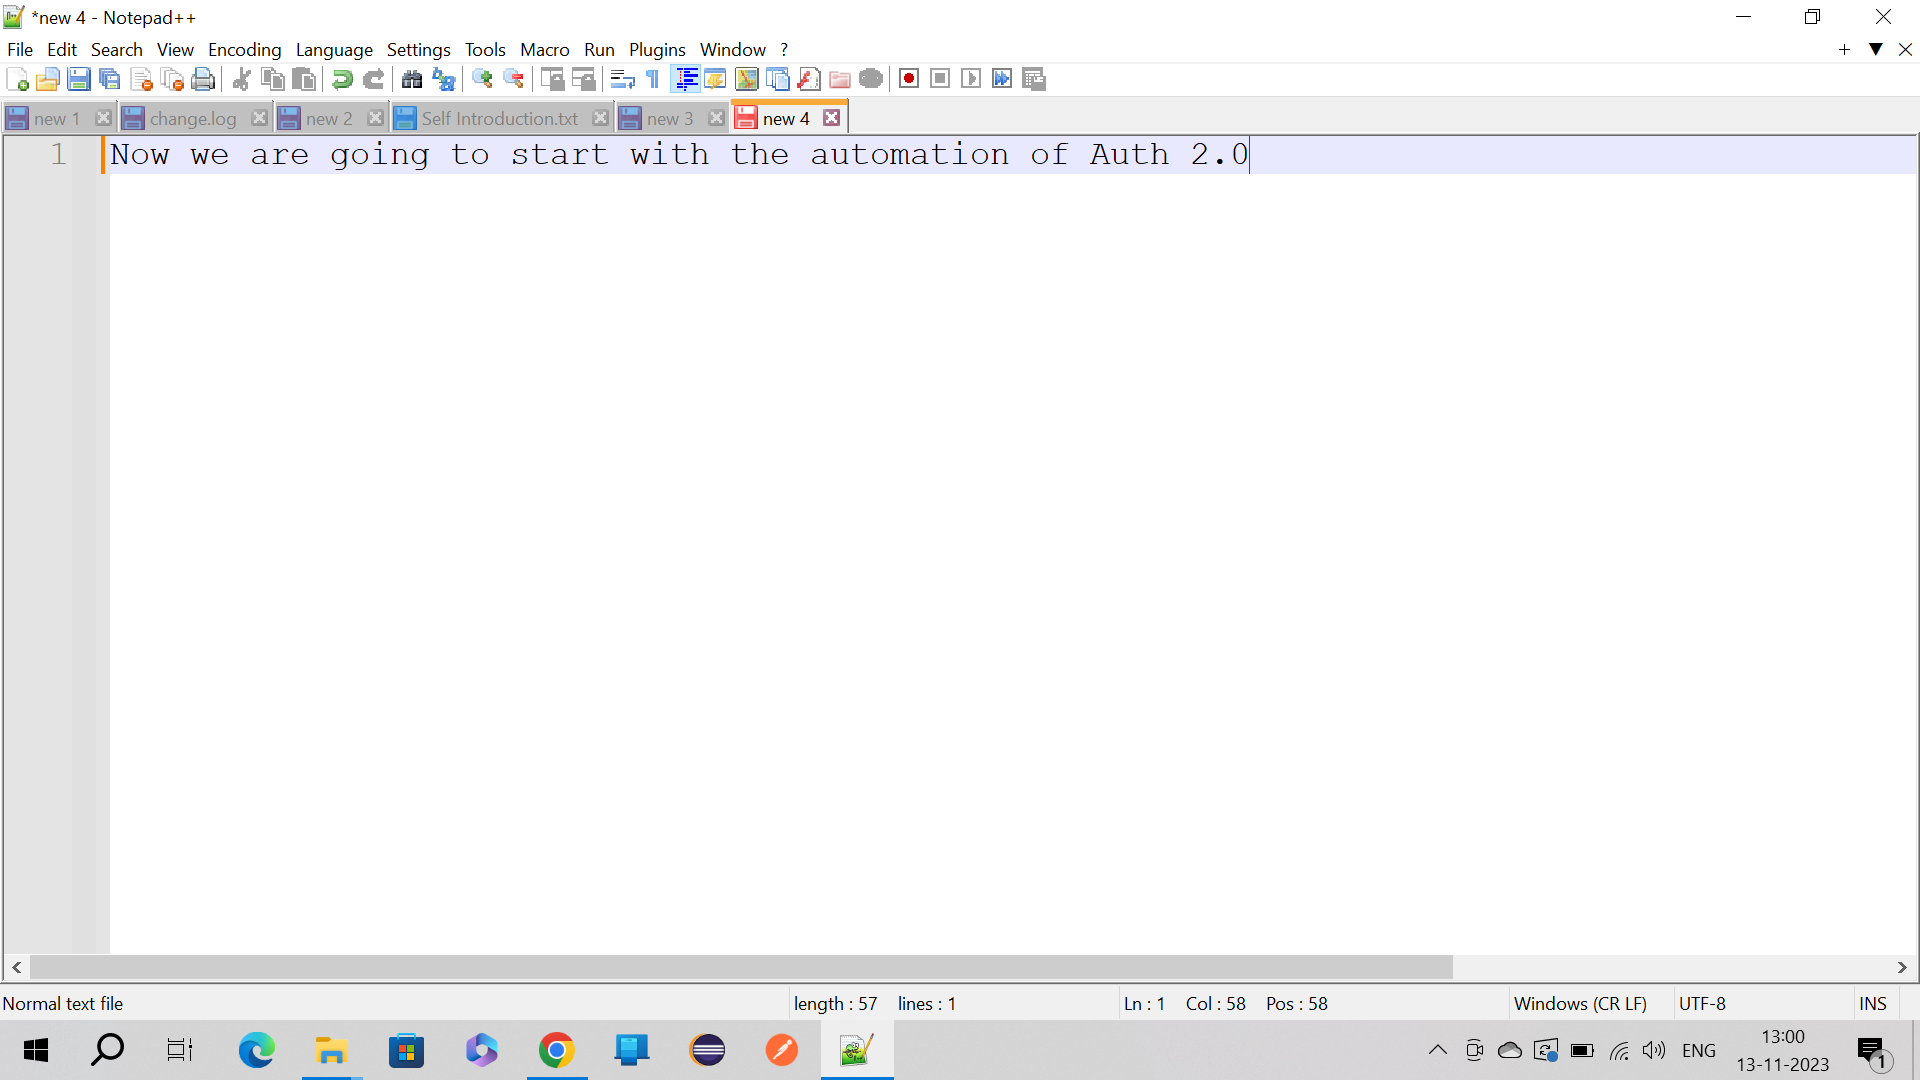 *new 4 - Notepad++
File Edit Search View Encoding Language Settings Tools Macro Run Plugins Window ?
new 1 change.log new 2 Self Introduction.txt new 3 new 4
1 Now we are going to start with the automation of Auth 2.0
Normal text file length : 57 lines : 1 Ln : 1 Col : 58 Pos : 58 Windows (CR LF) UTF-8 INS
ENG 13:00
13-11-2023 1